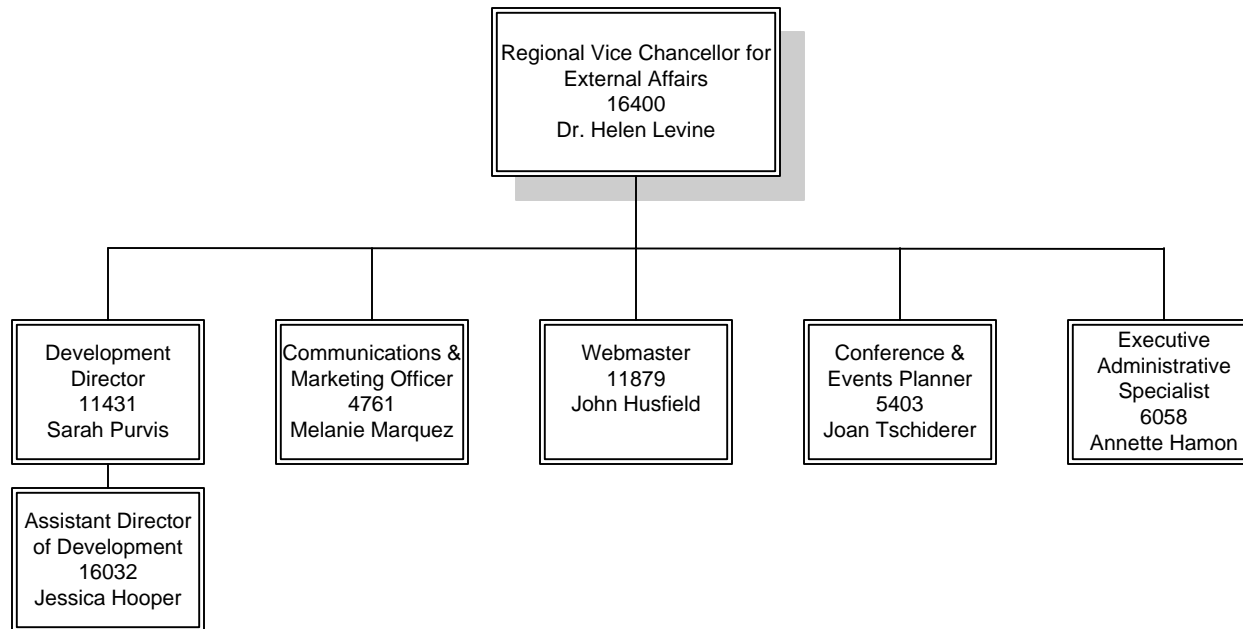 Regional Vice Chancellor for
External Affairs
16400
Dr. Helen Levine
Development
Director
11431
Sarah Purvis
Communications &
Marketing Officer
4761
Melanie Marquez
Webmaster
11879
John Husfield
Conference &
Events Planner
5403
Joan Tschiderer
Executive
Administrative
Specialist
6058
Annette Hamon
Assistant Director
of Development
16032
Jessica Hooper